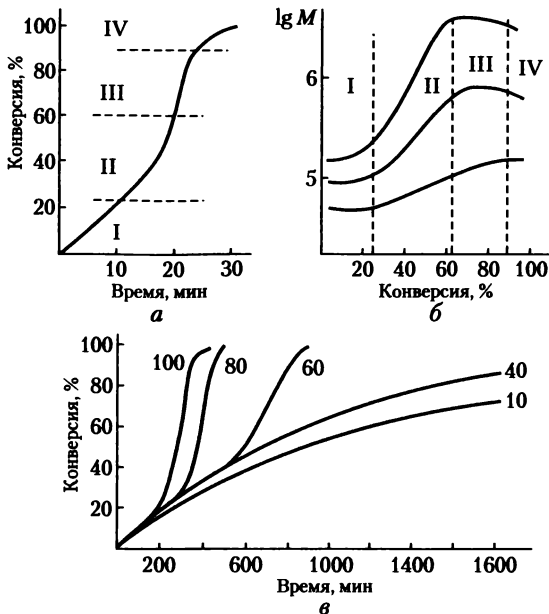 Конверсия, %
100
80
60
40
20
IV
III
II
I
10
20
30
Время, мин
а
lg M
6
5
I
II
III
IV
20
40
60
80
100
Конверсия, %
б
Конверсия, %
100
80
60
40
20
100
80
60
40
10
200
600
1000
1400
1600
Время, мин
в